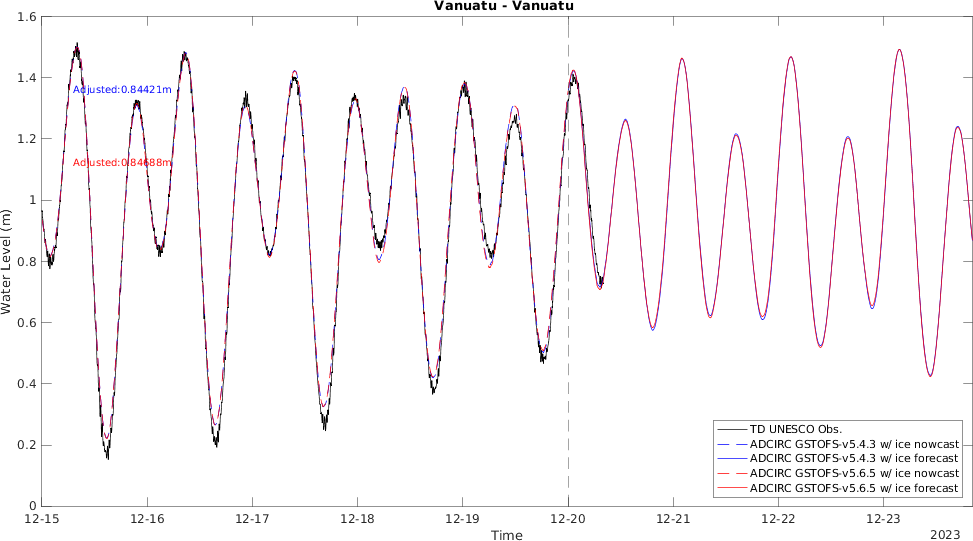 Vanuatu - Vanuatu
1.6
1.4
1.2
1
0.8
0.6
0.4
0.2
0
Water Level (m)
Adjusted:0.84421m
Adjusted:0.84688m
TD UNESCO Obs.
ADCIRC GSTOFS-v5.4.3 w/ ice nowcast
ADCIRC GSTOFS-v5.4.3 w/ ice forecast
ADCIRC GSTOFS-v5.6.5 w/ ice nowcast
ADCIRC GSTOFS-v5.6.5 w/ ice forecast
12-15 12-16 12-17 12-18 12-19 12-20 12-21 12-22 12-23
Time
2023